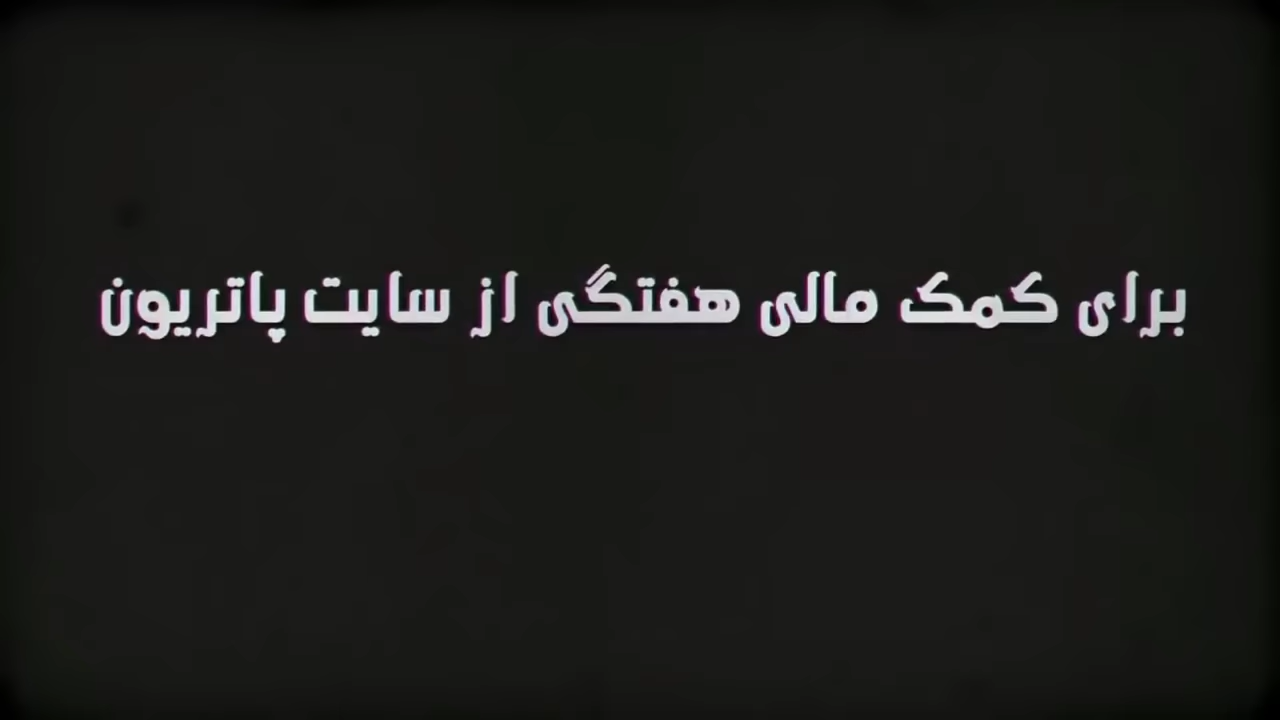 برای کمک مالی هفتگی از سایت پاتریون